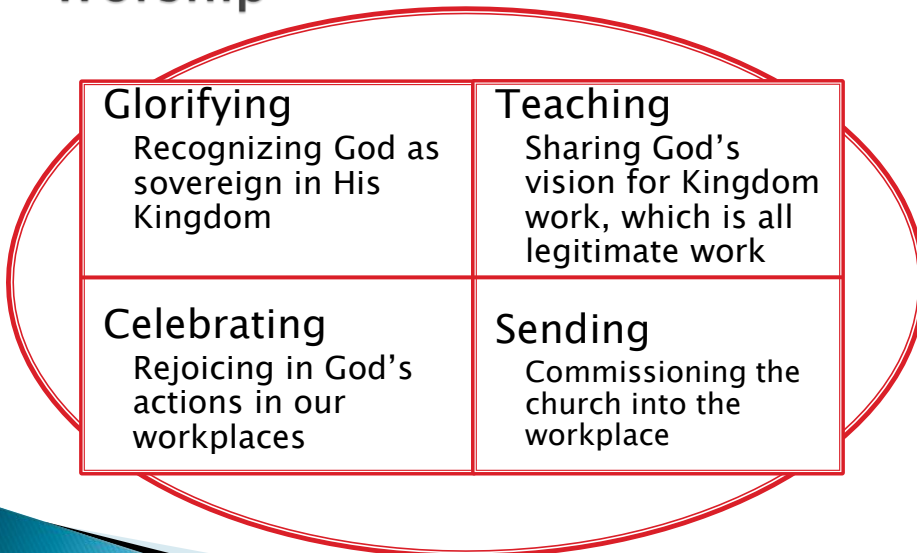 Worship
Glorifying
Recognizing God as
sovereign in His
Kingdom
Teaching
Sharing God’s
vision for Kingdom
work, which is all
legitimate work
Celebrating
Rejoicing in God’s
actions in our
workplaces
Sending
Commissioning the
church into the
workplace